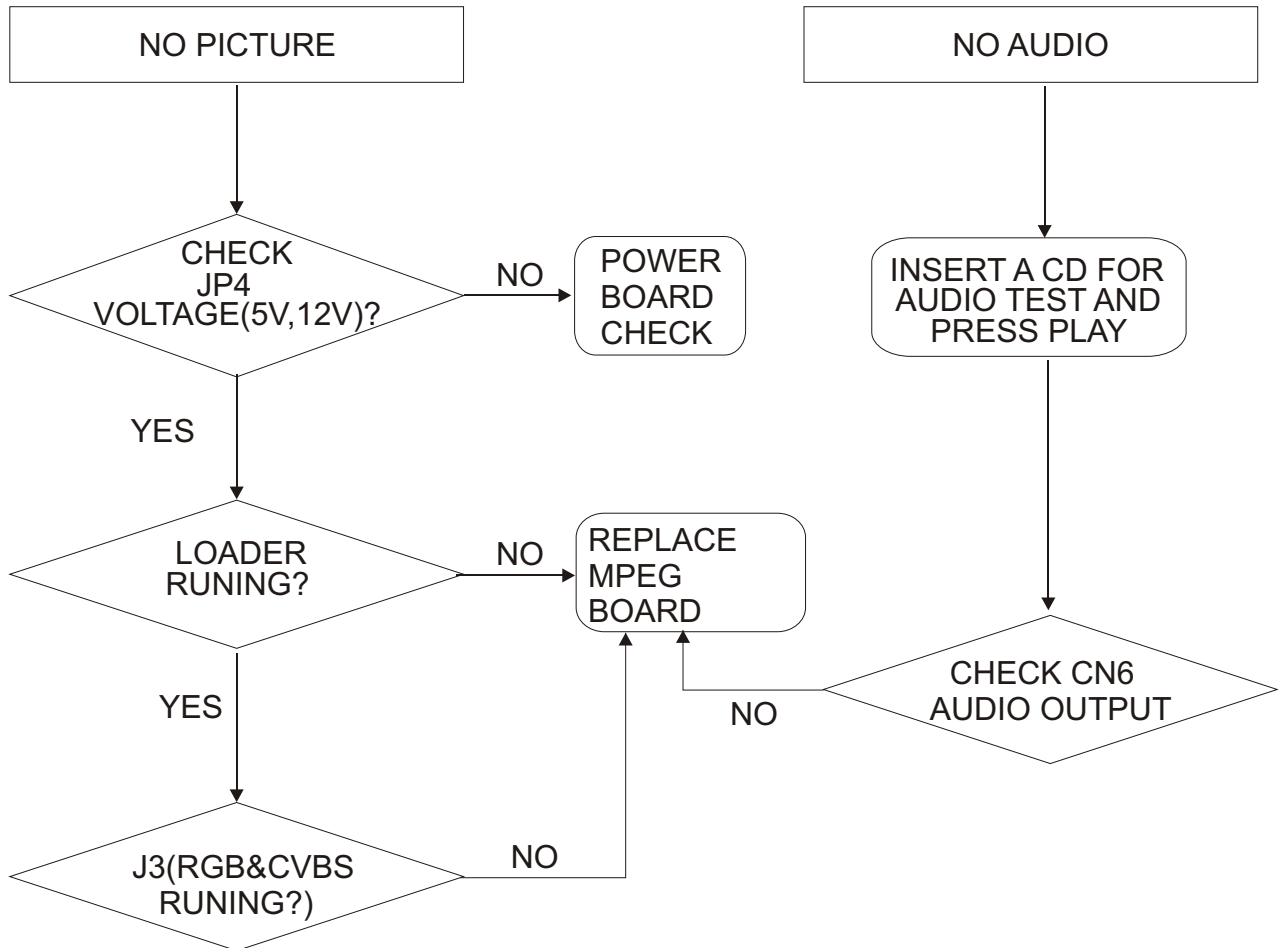 NO PICTURE
NO AUDIO
CHECK
JP4
VOLTAGE(5V,12V)?
NO
POWER
BOARD
CHECK
INSERT A CD FOR
AUDIO TEST AND
PRESS PLAY
YES
LOADER
RUNING?
NO
REPLACE
MPEG
BOARD
CHECK CN6
AUDIO OUTPUT
NO
YES
J3(RGB&CVBS
RUNING?)
NO